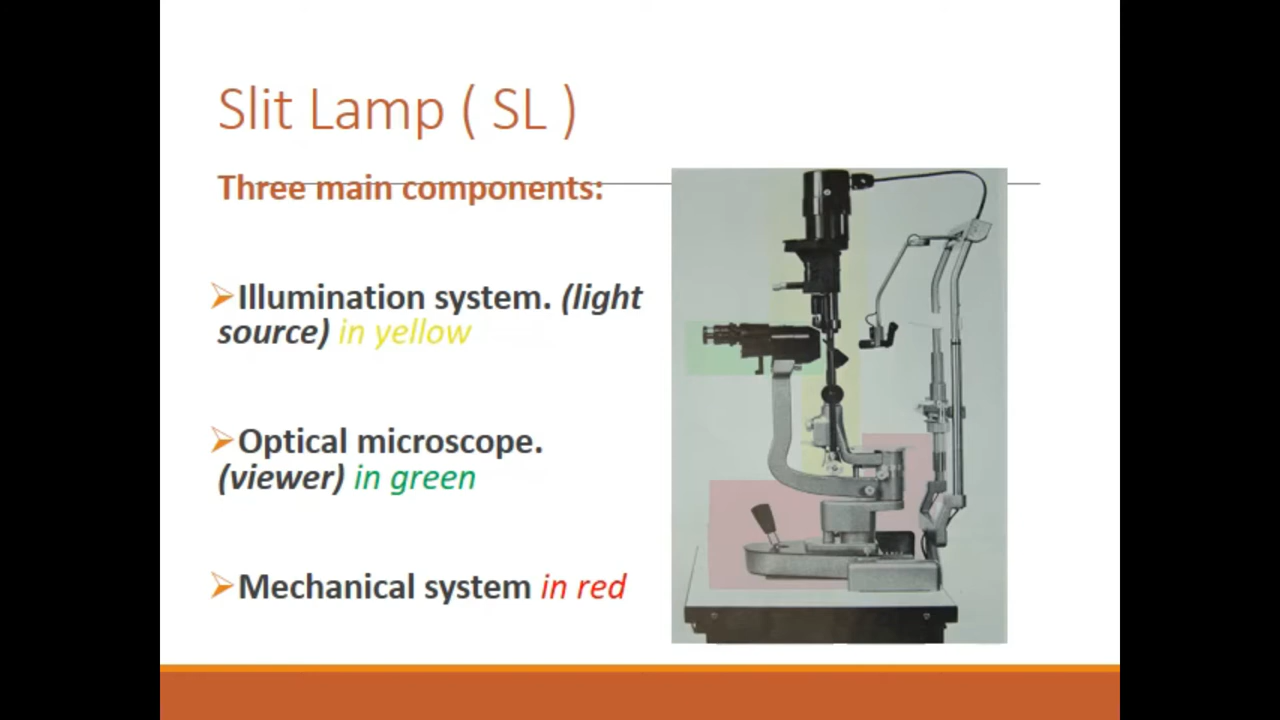 Slit Lamp ( SL )
Three main components:
Illumination system. (light
source) in yellow
Optical microscope.
(viewer) in green
Mechanical system in red